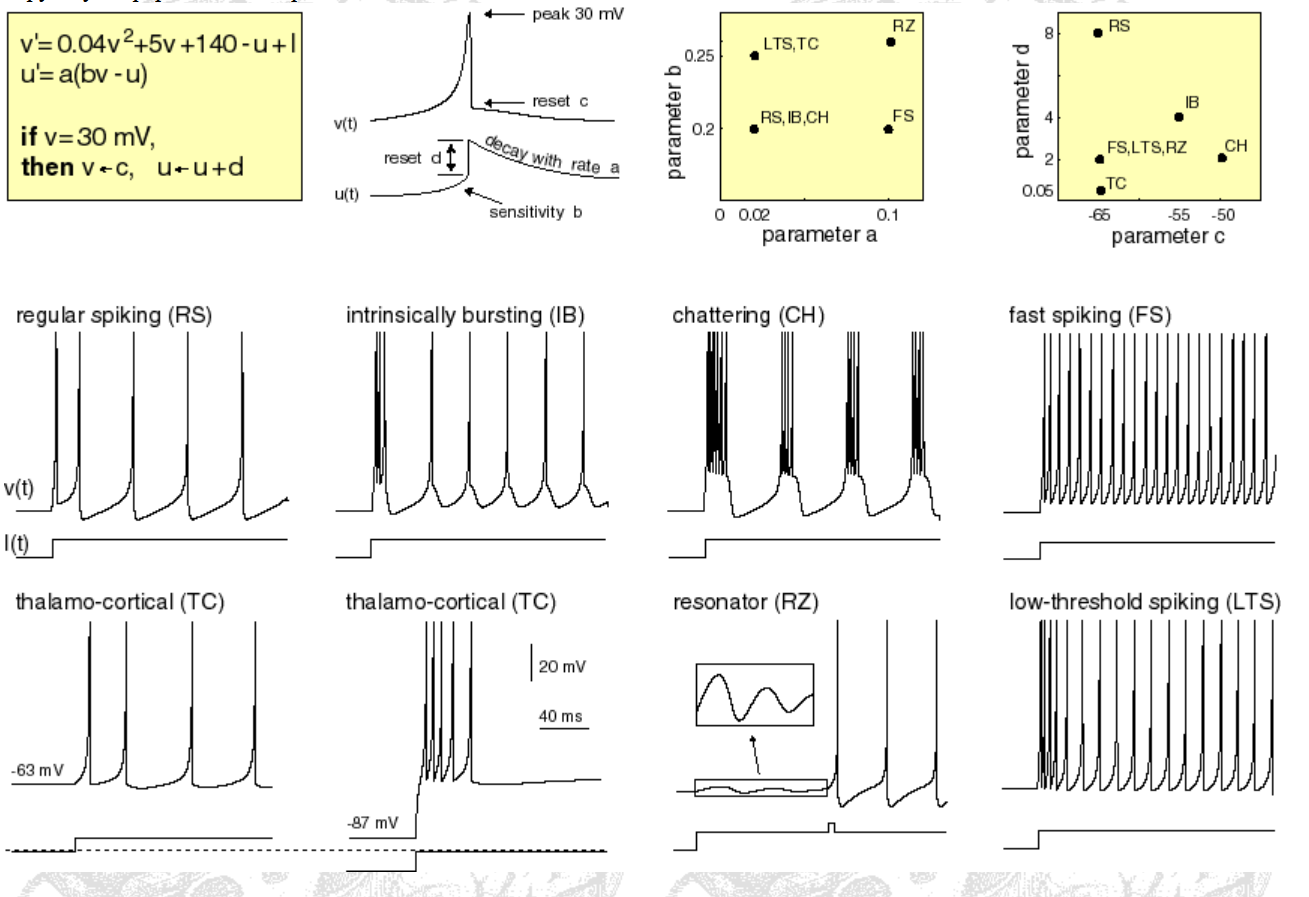 v'= 0.04v²+5v +140 - u + I
u'= a(bv - u)
if v= 30 mV,
then v←c, u←u+d
peak 30 mV
reset c
v(t)
reset d
decay with rate a
u(t)
sensitivity b
parameter b
0.25
0.2
LTS,TC
RZ
RS,IB,CH
FS
0 0.02 0.1
parameter a
parameter d
8
4
2
0.05
RS
IB
FS,LTS,RZ
CH
TC
-65 -55 -50
parameter c
regular spiking (RS)
intrinsically bursting (IB)
chattering (CH)
fast spiking (FS)
v(t)
I(t)
thalamo-cortical (TC)
thalamo-cortical (TC)
resonator (RZ)
low-threshold spiking (LTS)
-63 mV
20 mV
40 ms
-87 mV